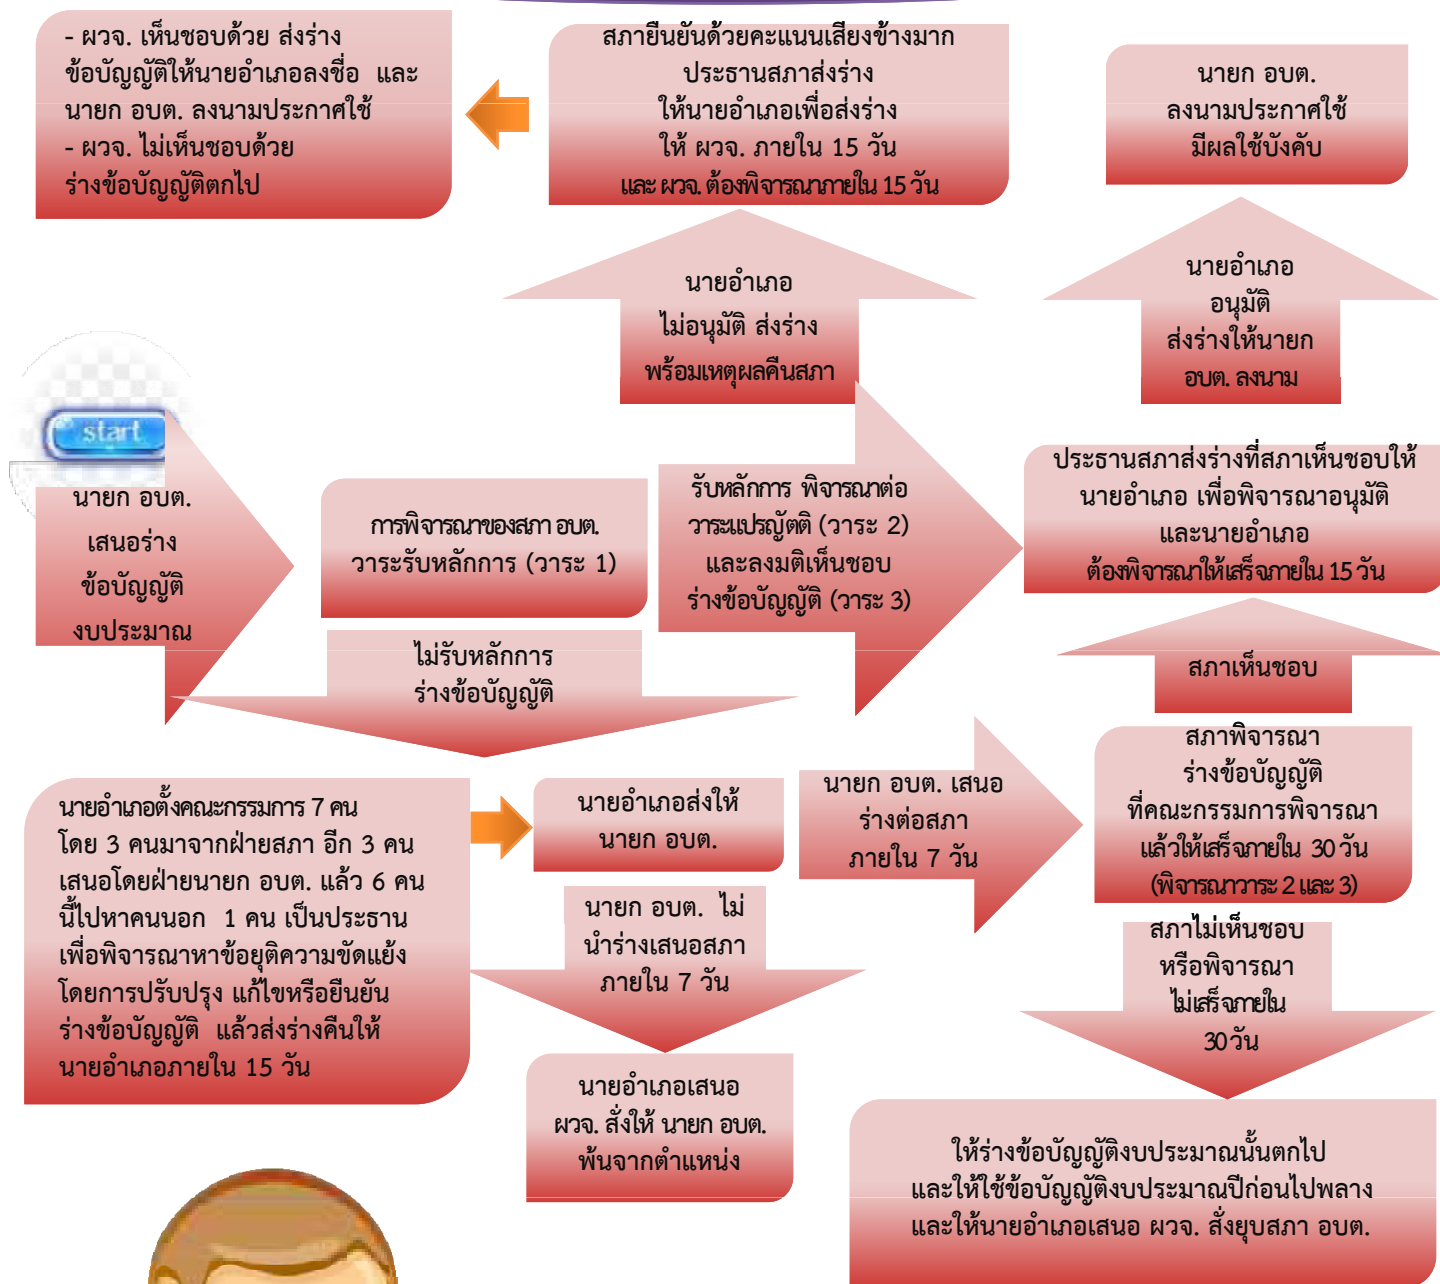 - ผวจ. เห็นชอบด้วย ส่งร่าง
ข้อบัญญัติให้นายอำเภอลงชื่อ และ
นายก อบต. ลงนามประกาศใช้
- ผวจ. ไม่เห็นชอบด้วย
ร่างข้อบัญญัติตกไป
สภายืนยันด้วยคะแนนเสียงข้างมาก
ประธานสภาส่งร่าง
ให้นายอำเภอเพื่อส่งร่าง
ให้ ผวจ. ภายใน 15 วัน
และ ผวจ. ต้องพิจารณาภายใน 15 วัน
นายก อบต.
ลงนามประกาศใช้
มีผลใช้บังคับ
นายอำเภอ
ไม่อนุมัติ ส่งร่าง
พร้อมเหตุผลคืนสภา
นายอำเภอ
อนุมัติ
ส่งร่างให้นายก
อบต. ลงนาม
start
นายก อบต.
เสนอร่าง
ข้อบัญญัติ
งบประมาณ
การพิจารณาของสภา อบต.
วาระรับหลักการ (วาระ 1)
รับหลักการ พิจารณาต่อ
วาระแปรญัตติ (วาระ 2)
และลงมติเห็นชอบ
ร่างข้อบัญญัติ (วาระ 3)
ประธานสภาส่งร่างที่สภาเห็นชอบให้
นายอำเภอ เพื่อพิจารณาอนุมัติ
และนายอำเภอ
ต้องพิจารณาให้เสร็จภายใน 15 วัน
ไม่รับหลักการ
ร่างข้อบัญญัติ
สภาเห็นชอบ
นายอำเภอตั้งคณะกรรมการ 7 คน
โดย 3 คนมาจากฝ่ายสภา อีก 3 คน
เสนอโดยฝ่ายนายก อบต. แล้ว 6 คน
นี้ไปหาคนนอก 1 คน เป็นประธาน
เพื่อพิจารณาหาข้อยุติความขัดแย้ง
โดยการปรับปรุง แก้ไขหรือยืนยัน
ร่างข้อบัญญัติ แล้วส่งร่างคืนให้
นายอำเภอภายใน 15 วัน
นายอำเภอส่งให้
นายก อบต.
นายก อบต. เสนอ
ร่างต่อสภา
ภายใน 7 วัน
สภาพิจารณา
ร่างข้อบัญญัติ
ที่คณะกรรมการพิจารณา
แล้วให้เสร็จภายใน 30 วัน
(พิจารณาวาระ 2 และ 3)
นายก อบต. ไม่
นำร่างเสนอสภา
ภายใน 7 วัน
สภาไม่เห็นชอบ
หรือพิจารณา
ไม่เสร็จภายใน
30 วัน
นายอำเภอเสนอ
ผวจ. สั่งให้ นายก อบต.
พ้นจากตำแหน่ง
ให้ร่างข้อบัญญัติงบประมาณนั้นตกไป
และให้ใช้ข้อบัญญัติงบประมาณปีก่อนไปพลาง
และให้นายอำเภอเสนอ ผวจ. สั่งยุบสภา อบต.